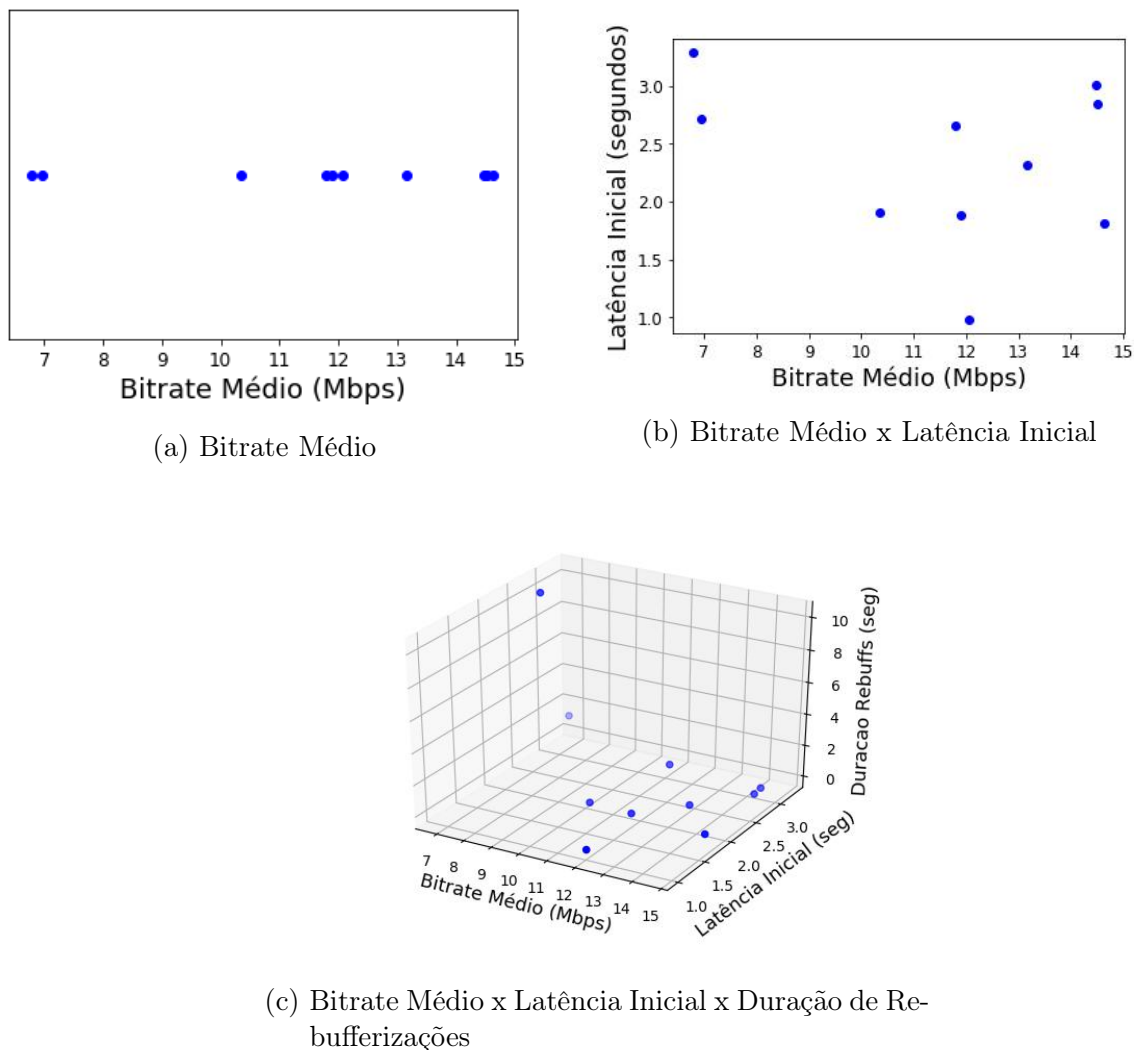 7 8 9 10 11 12 13 14 15
Bitrate Médio (Mbps)
(a) Bitrate Médio
Latência Inicial (segundos)
3.0
2.5
2.0
1.5
1.0
7 8 9 10 11 12 13 14 15
Bitrate Médio (Mbps)
(b) Bitrate Médio x Latência Inicial
10
8
6
4
2
0
Duracao Rebuffs (seg)
3.0
2.5
2.0
1.5
1.0
Latência Inicial (seg)
7 8 9 10 11 12 13 14 15
Bitrate Médio (Mbps)
(c) Bitrate Médio x Latência Inicial x Duração de Re-
bufferizações